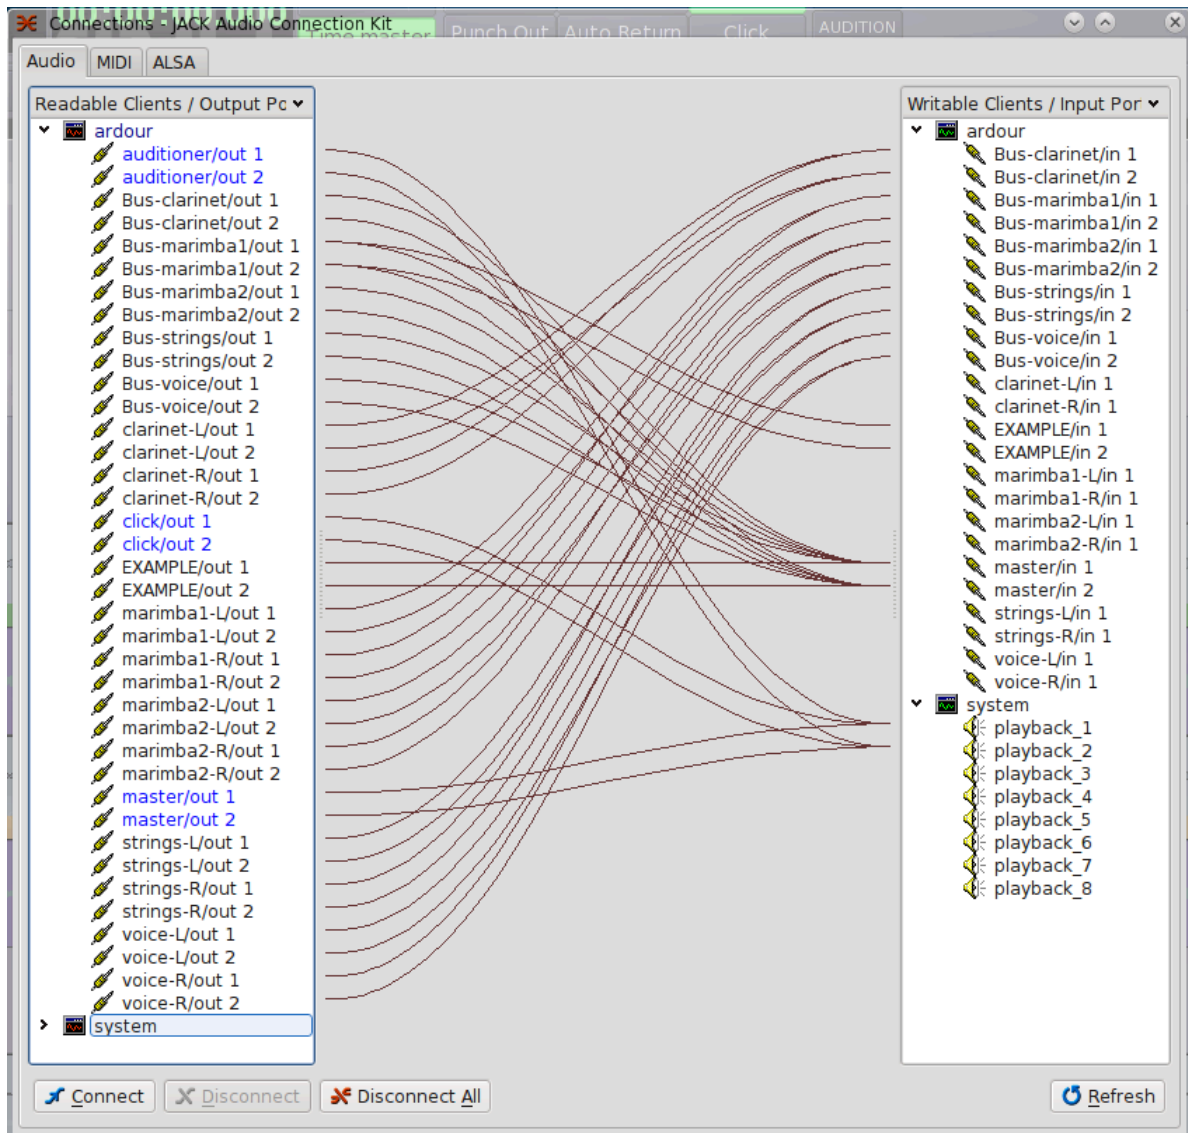 Connections - JACK Audio Connection Kit
Time master
Punch Out
Auto Return
Click
AUDITION
Audio
MIDI
ALSA
Readable Clients / Output Pc
ardour
auditioner/out 1
auditioner/out 2
Bus-clarinet/out 1
Bus-clarinet/out 2
Bus-marimba1/out 1
Bus-marimba1/out 2
Bus-marimba2/out 1
Bus-marimba2/out 2
Bus-strings/out 1
Bus-strings/out 2
Bus-voice/out 1
Bus-voice/out 2
clarinet-L/out 1
clarinet-L/out 2
clarinet-R/out 1
clarinet-R/out 2
click/out 1
click/out 2
EXAMPLE/out 1
EXAMPLE/out 2
marimba1-L/out 1
marimba1-L/out 2
marimba1-R/out 1
marimba1-R/out 2
marimba2-L/out 1
marimba2-L/out 2
marimba2-R/out 1
marimba2-R/out 2
master/out 1
master/out 2
strings-L/out 1
strings-L/out 2
strings-R/out 1
strings-R/out 2
voice-L/out 1
voice-L/out 2
voice-R/out 1
voice-R/out 2
system
Writable Clients / Input Por
ardour
Bus-clarinet/in 1
Bus-clarinet/in 2
Bus-marimba1/in 1
Bus-marimba1/in 2
Bus-marimba2/in 1
Bus-marimba2/in 2
Bus-strings/in 1
Bus-strings/in 2
Bus-voice/in 1
Bus-voice/in 2
clarinet-L/in 1
clarinet-R/in 1
EXAMPLE/in 1
EXAMPLE/in 2
marimba1-L/in 1
marimba1-R/in 1
marimba2-L/in 1
marimba2-R/in 1
master/in 1
master/in 2
strings-L/in 1
strings-R/in 1
voice-L/in 1
voice-R/in 1
system
playback_1
playback_2
playback_3
playback_4
playback_5
playback_6
playback_7
playback_8
Connect
Disconnect
Disconnect All
Refresh